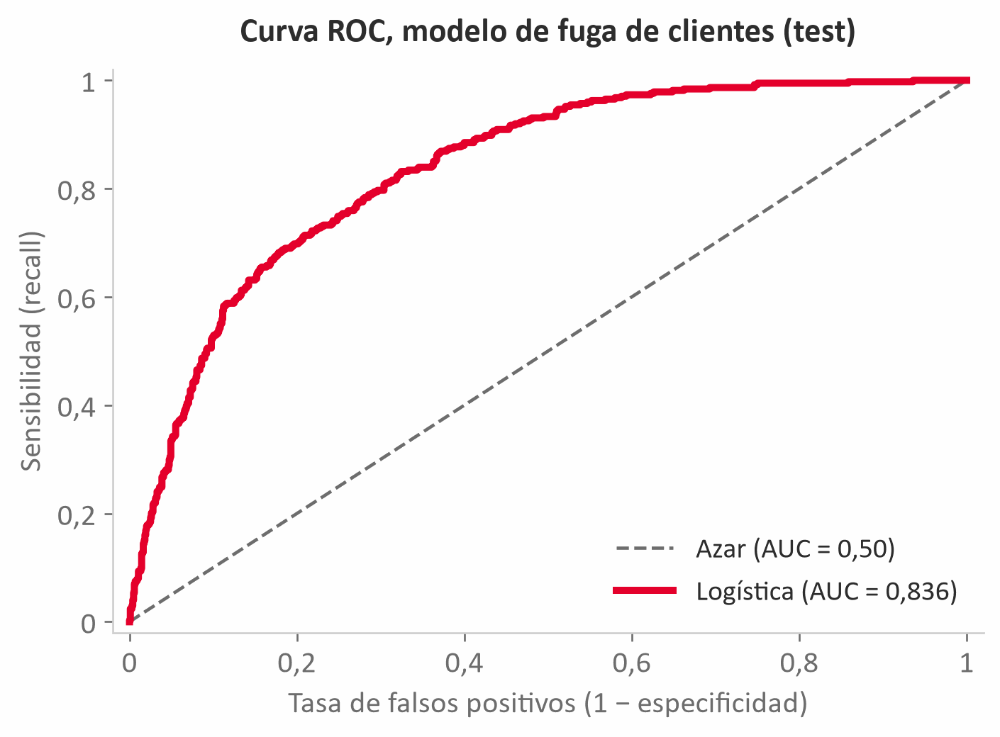 Curva ROC, modelo de fuga de clientes (test)
Sensibilidad (recall)
1
0,8
0,6
0,4
0,2
0
0 0,2 0,4 0,6 0,8 1
Tasa de falsos positivos (1 − especificidad)
Azar (AUC = 0,50)
Logística (AUC = 0,836)